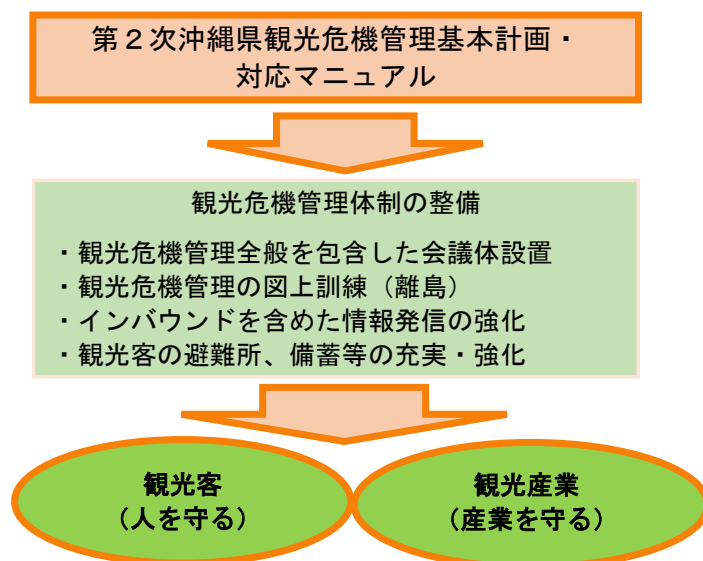 第２次沖縄県観光危機管理基本計画・
対応マニュアル
観光危機管理体制の整備
・観光危機管理全般を包含した会議体設置
・観光危機管理の図上訓練（離島）
・インバウンドを含めた情報発信の強化
・観光客の避難所、備蓄等の充実・強化
観光客
（人を守る）
観光産業
（産業を守る）